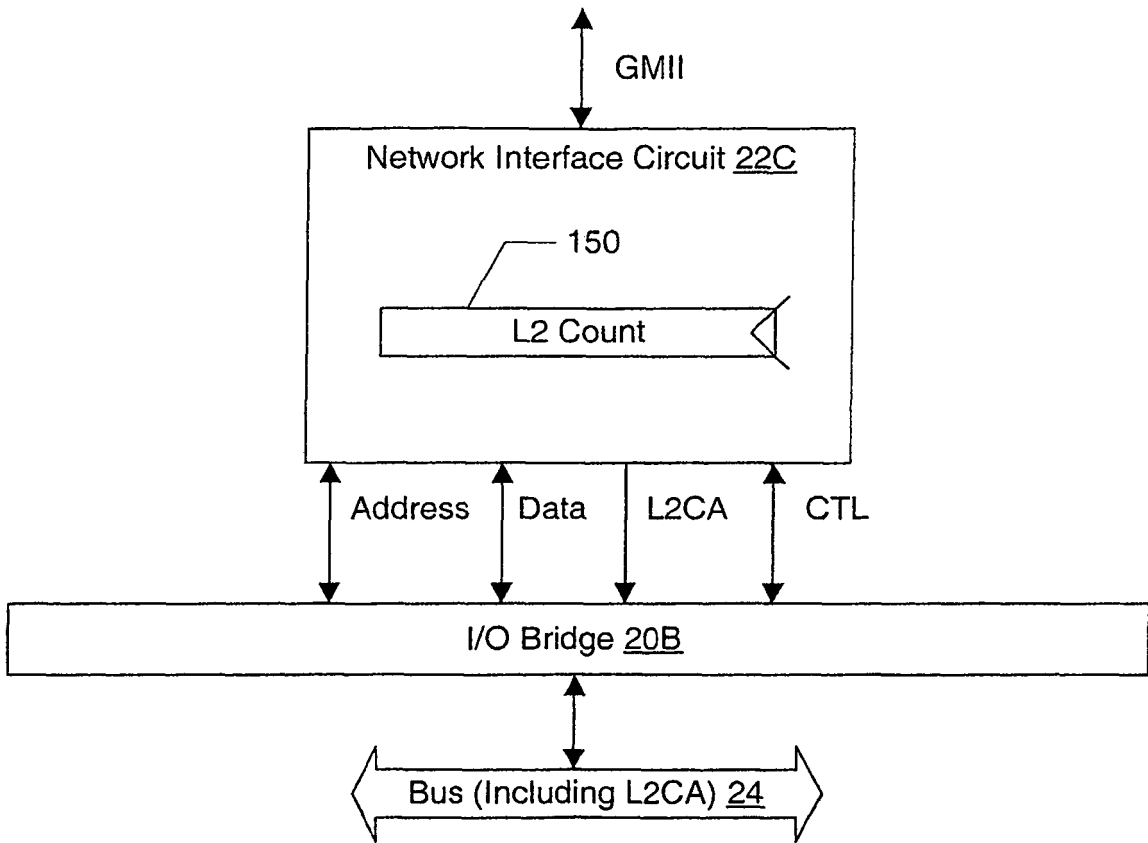 GMII
Network Interface Circuit 22C
150
L2 Count
Address
Data
L2CA
CTL
I/O Bridge 20B
Bus (Including L2CA) 24